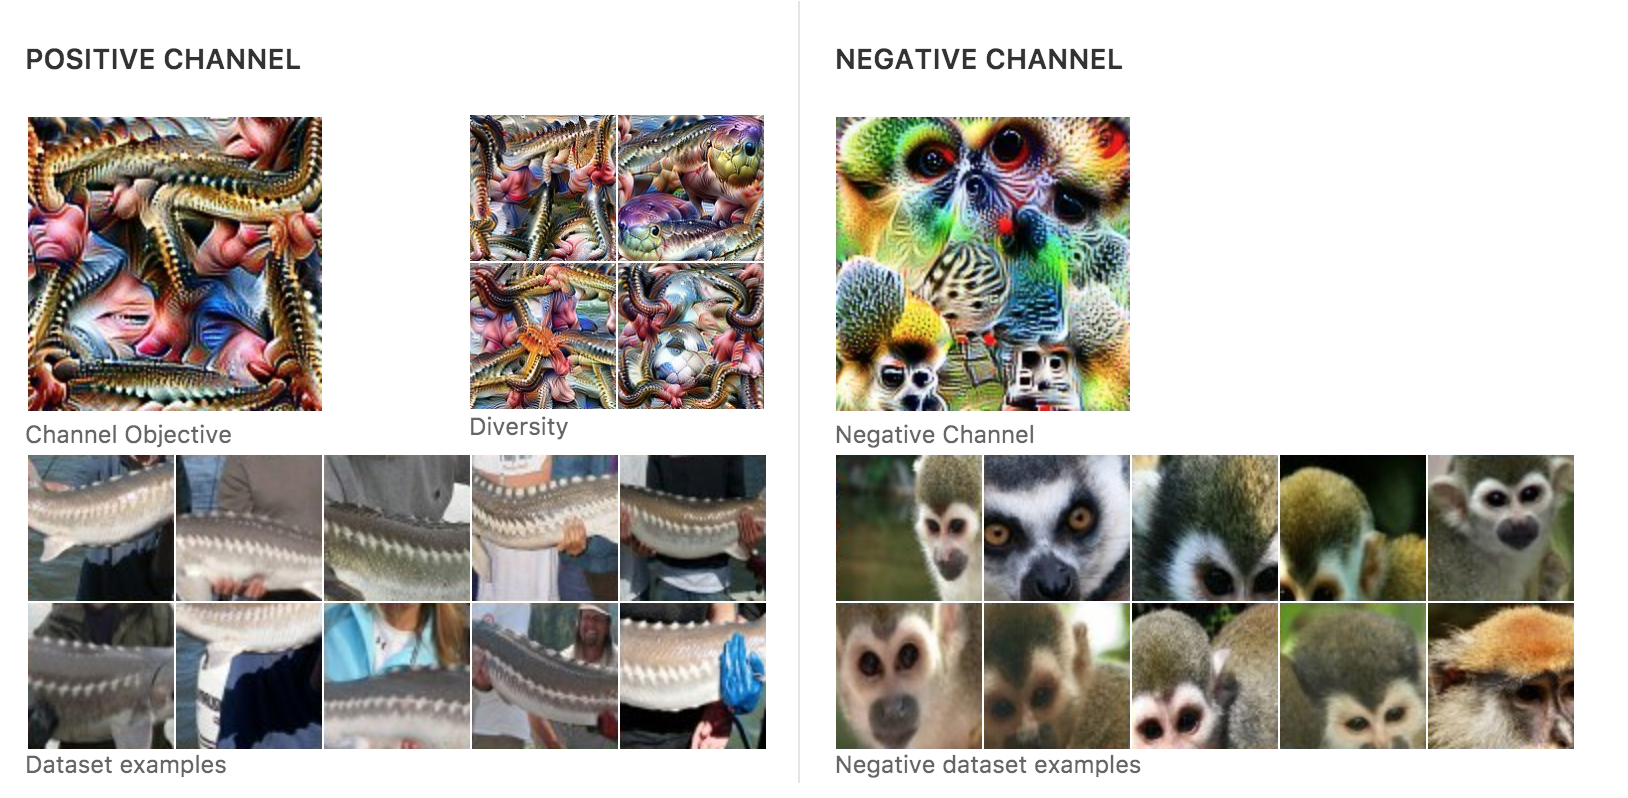 POSITIVE CHANNEL
NEGATIVE CHANNEL
Channel Objective
Diversity
Negative Channel
Dataset examples
Negative dataset examples